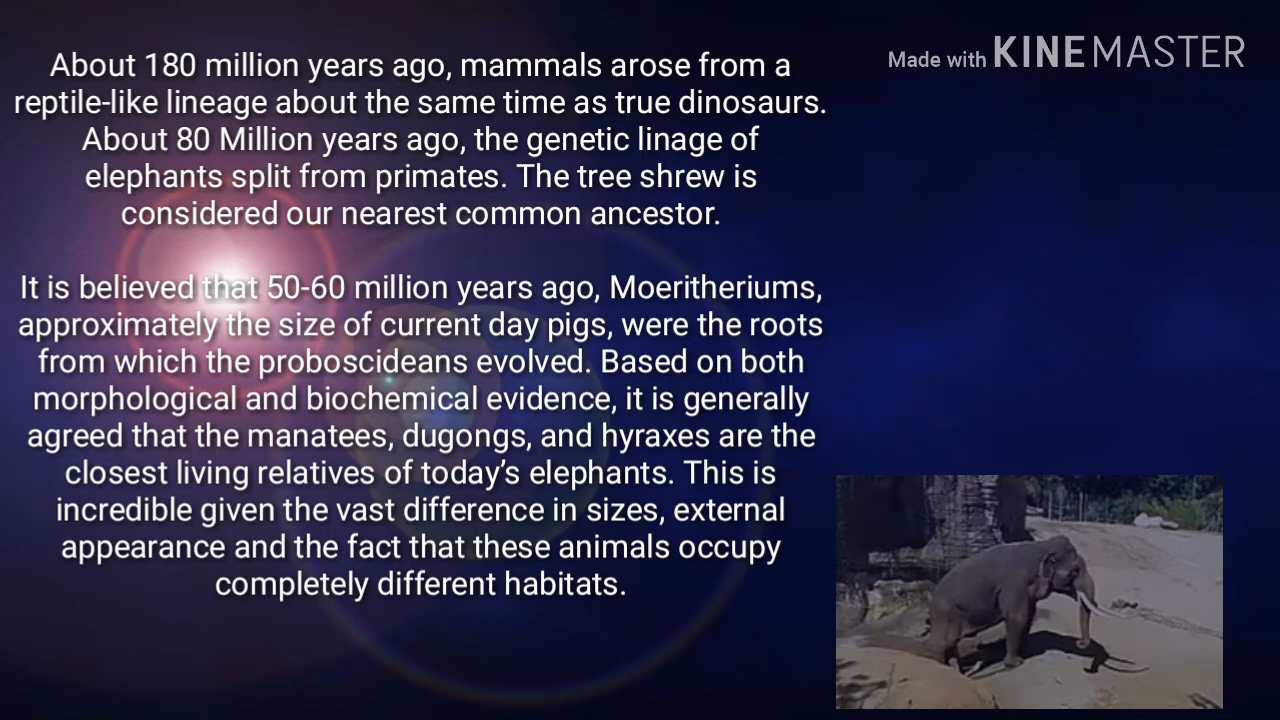 About 180 million years ago, mammals arose from a
reptile-like lineage about the same time as true dinosaurs.
About 80 Million years ago, the genetic linage of
elephants split from primates. The tree shrew is
considered our nearest common ancestor.
It is believed that 50-60 million years ago, Moeritheriums,
approximately the size of current day pigs, were the roots
from which the proboscideans evolved. Based on both
morphological and biochemical evidence, it is generally
agreed that the manatees, dugongs, and hyraxes are the
closest living relatives of today’s elephants. This is
incredible given the vast difference in sizes, external
appearance and the fact that these animals occupy
completely different habitats.
Made with KINEMASTER